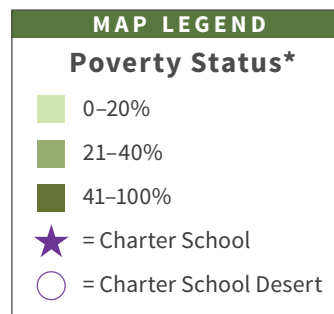 MAP LEGEND
Poverty Status*
0–20%
21–40%
41–100%
= Charter School
= Charter School Desert